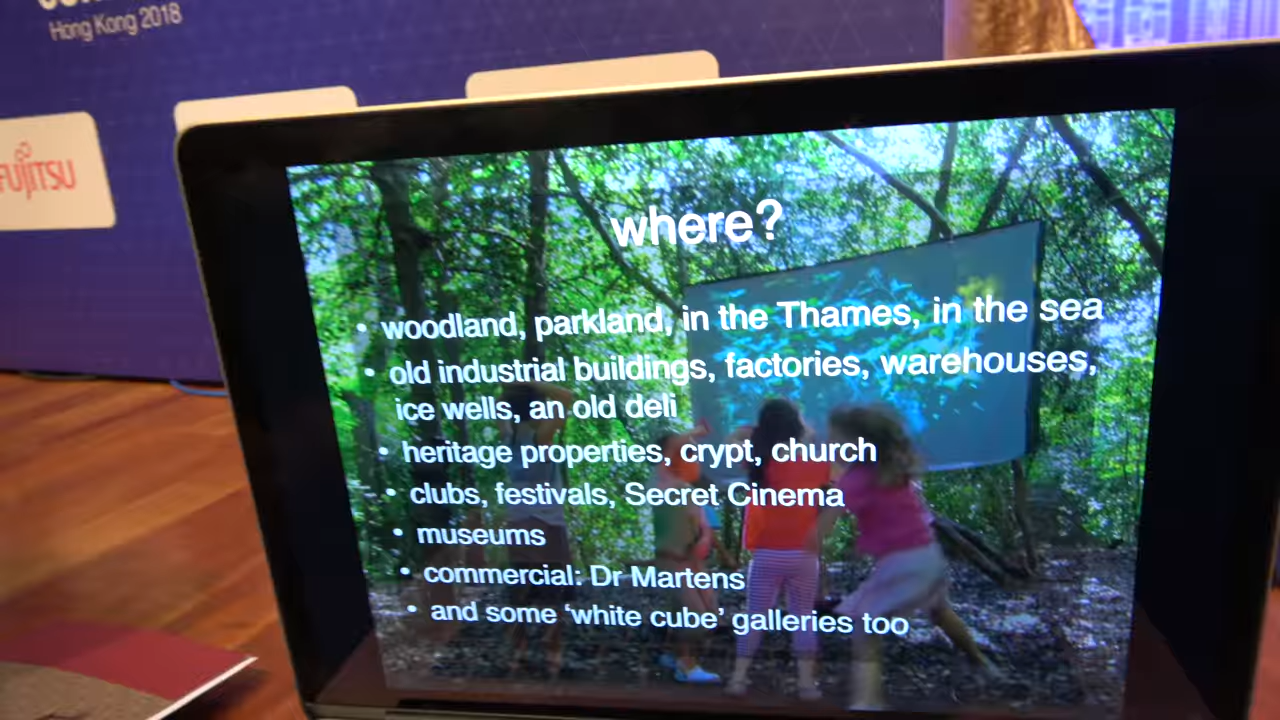 Hong Kong 2018
FUJITSU
where?
• woodland, parkland, in the Thames, in the sea
• old industrial buildings, factories, warehouses,
ice wells, an old deli
• heritage properties, crypt, church
• clubs, festivals, Secret Cinema
• museums
• commercial: Dr Martens
• and some ‘white cube’ galleries too